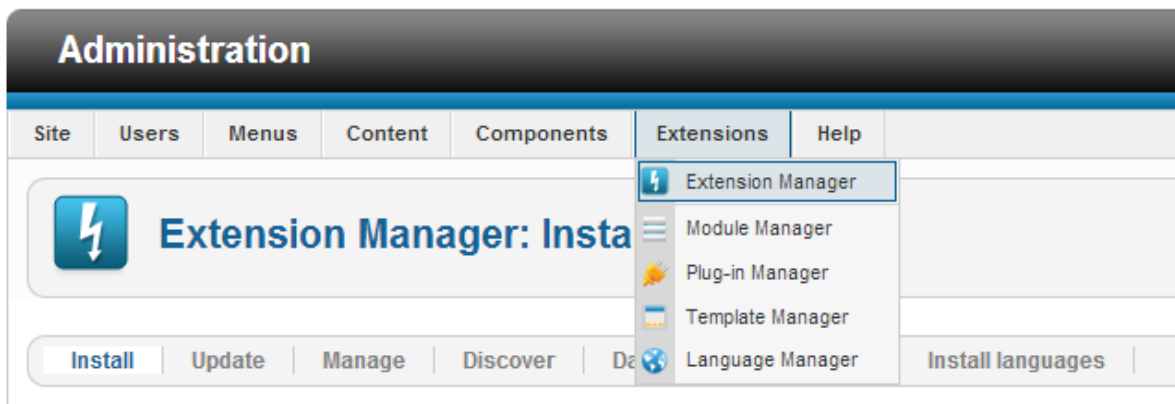 Administration
Site Users Menus Content Components Extensions Help
Extension Manager
Extension Manager: Insta
Module Manager
Plug-in Manager
Template Manager
Install Update Manage Discover Da Language Manager Install languages